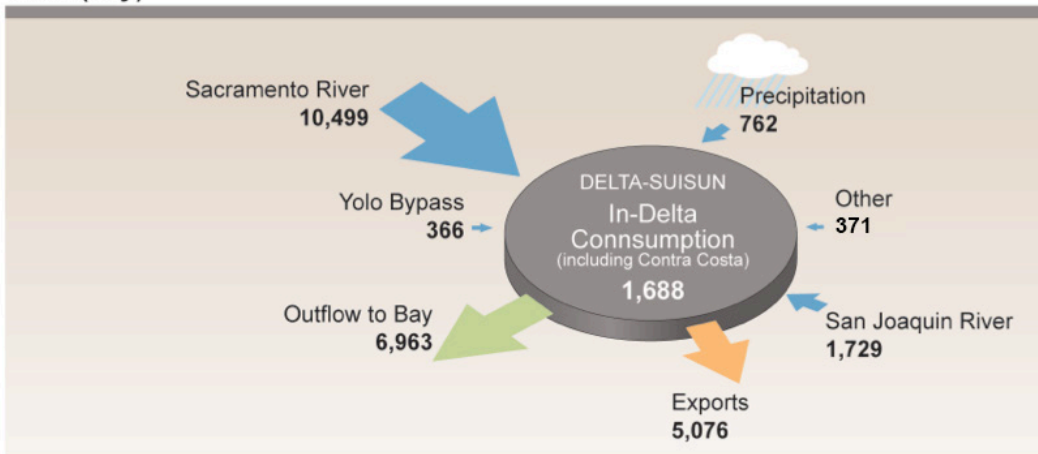 Sacramento River
10,499
Precipitation
762
Yolo Bypass
366
DELTA-SUISUN
In-Delta
Connsumption
(including Contra Costa)
1,688
Other
371
Outflow to Bay
6,963
San Joaquin River
1,729
Exports
5,076